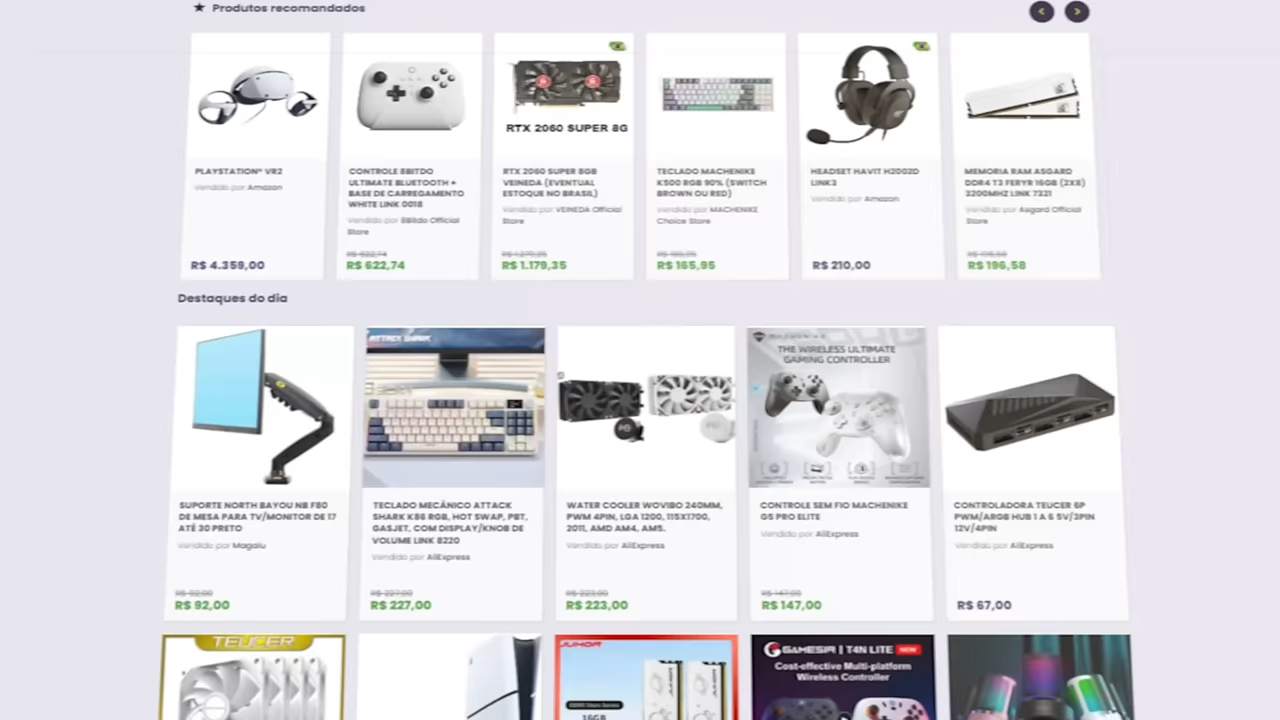 ★ Produtos recomandados
RTX 2060 SUPER 8G
PLAYSTATION® VR2
Vendido por Amazon
R$ 4.359,00
CONTROLE 8BITDO
ULTIMATE BLUETOOTH +
BASE DE CARREGAMENTO
WHITE LINK 0018
Vendido por 8Bitdo Official
Store
R$ 622,74
R$ 622,74
RTX 2060 SUPER 8GB
VEINEDA (EVENTUAL
ESTOQUE NO BRASIL)
Vendido por VEINEDA Official
Store
R$ 1.179,35
TECLADO MACHENIKE
K500 RGB 90% (SWITCH
BROWN OU RED)
Vendido por MACHENIKE
Choice Store
R$ 165,95
HEADSET HAVIT H2002D
LINK3
Vendido por Amazon
R$ 210,00
MEMORIA RAM ASGARD
DDR4 T3 FERYR 16GB (2X8)
3200MHZ LINK 7321
Vendido por Asgard Official
Store
R$ 196,58
Destaques do dia
SUPORTE NORTH BAYOU NB F80
DE MESA PARA TV/MONITOR DE 17
ATÉ 30 PRETO
Vendido por Magalu
R$ 92,00
R$ 92,00
ATTACK SHARK
TECLADO MECÂNICO ATTACK
SHARK K86 RGB, HOT SWAP, PBT,
GASJET, COM DISPLAY/KNOB DE
VOLUME LINK 8220
Vendido por AliExpress
R$ 227,00
R$ 227,00
WATER COOLER WOVIBO 240MM,
PWM 4PIN, LGA 1200, 115X1700,
2011, AMD AM4, AM5.
Vendido por AliExpress
R$ 223,00
R$ 223,00
THE WIRELESS ULTIMATE
GAMING CONTROLLER
CONTROLE SEM FIO MACHENIKE
G5 PRO ELITE
Vendido por AliExpress
R$ 147,00
R$ 147,00
CONTROLADORA TEUCER 6P
PWM/ARGB HUB 1 A 6 5V/3PIN
12V/4PIN
Vendido por AliExpress
R$ 67,00
TEUCER
JUHOR
16GB
GAMESIR | T4N LITE NEW
Cost-effective Multi-platform
Wireless Controller